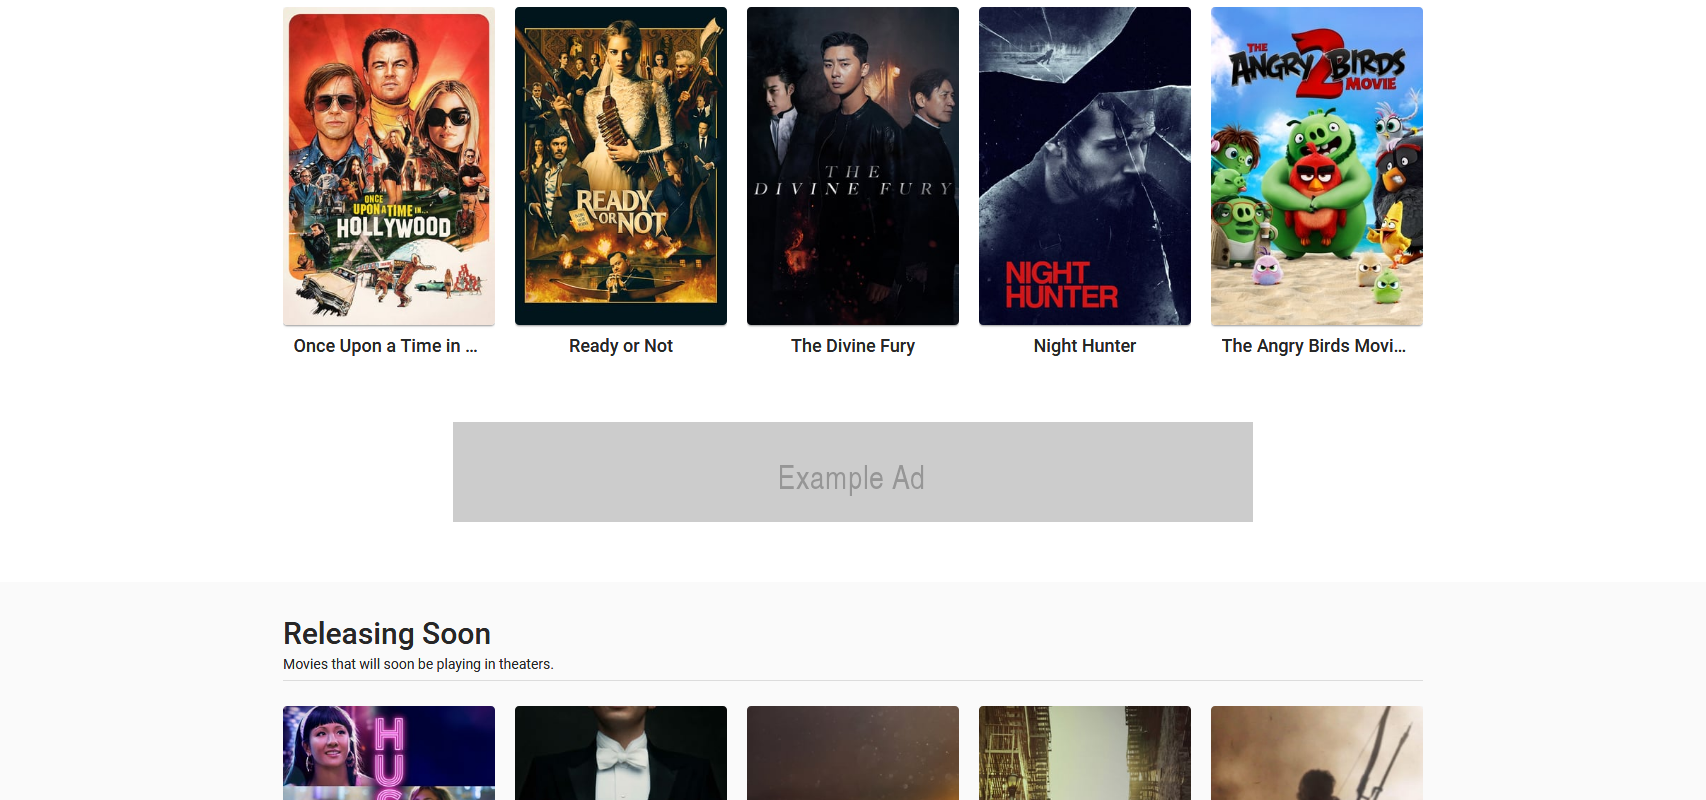 ONCE
UPON A TIME IN...
HOLLYWOOD
READY
OR NOT
THE
DIVINE FURY
NIGHT
HUNTER
THE
ANGRY 2 BIRDS
MOVIE
Once Upon a Time in ...
Ready or Not
The Divine Fury
Night Hunter
The Angry Birds Movi...
Example Ad
Releasing Soon
Movies that will soon be playing in theaters.
H
U
S